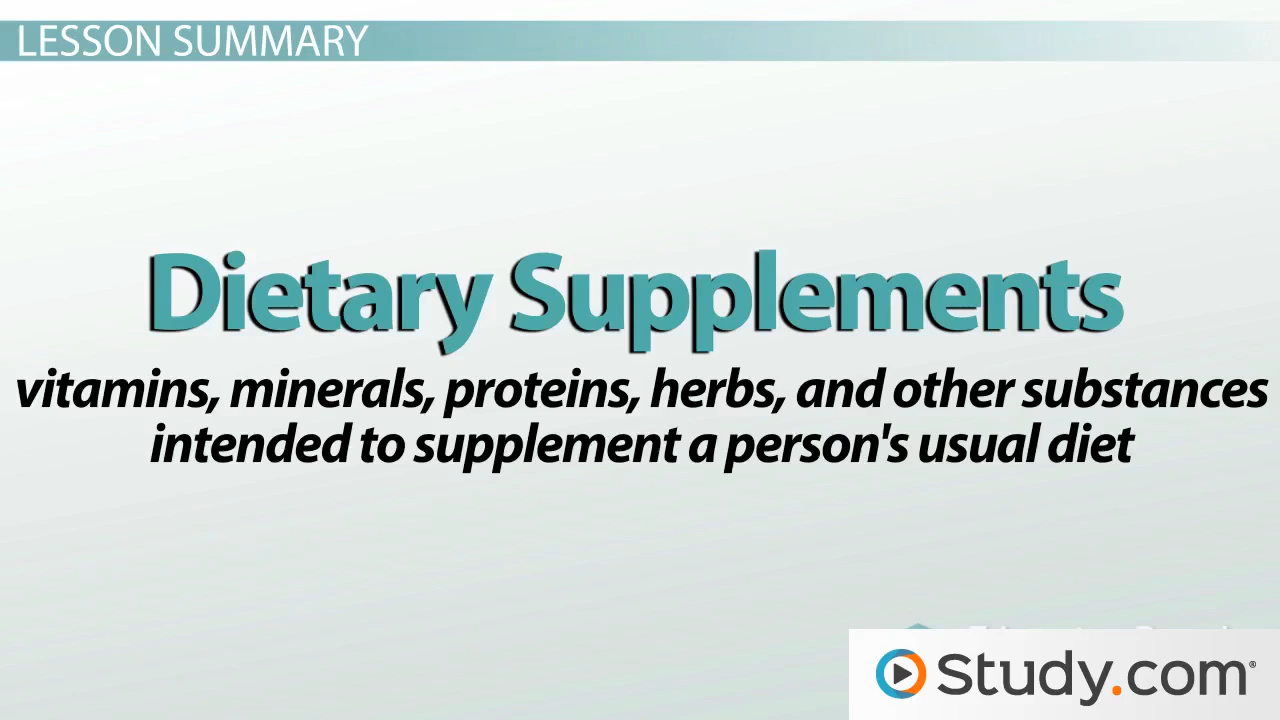 LESSON SUMMARY
Dietary Supplements
vitamins, minerals, proteins, herbs, and other substances
intended to supplement a person's usual diet
Study.com®